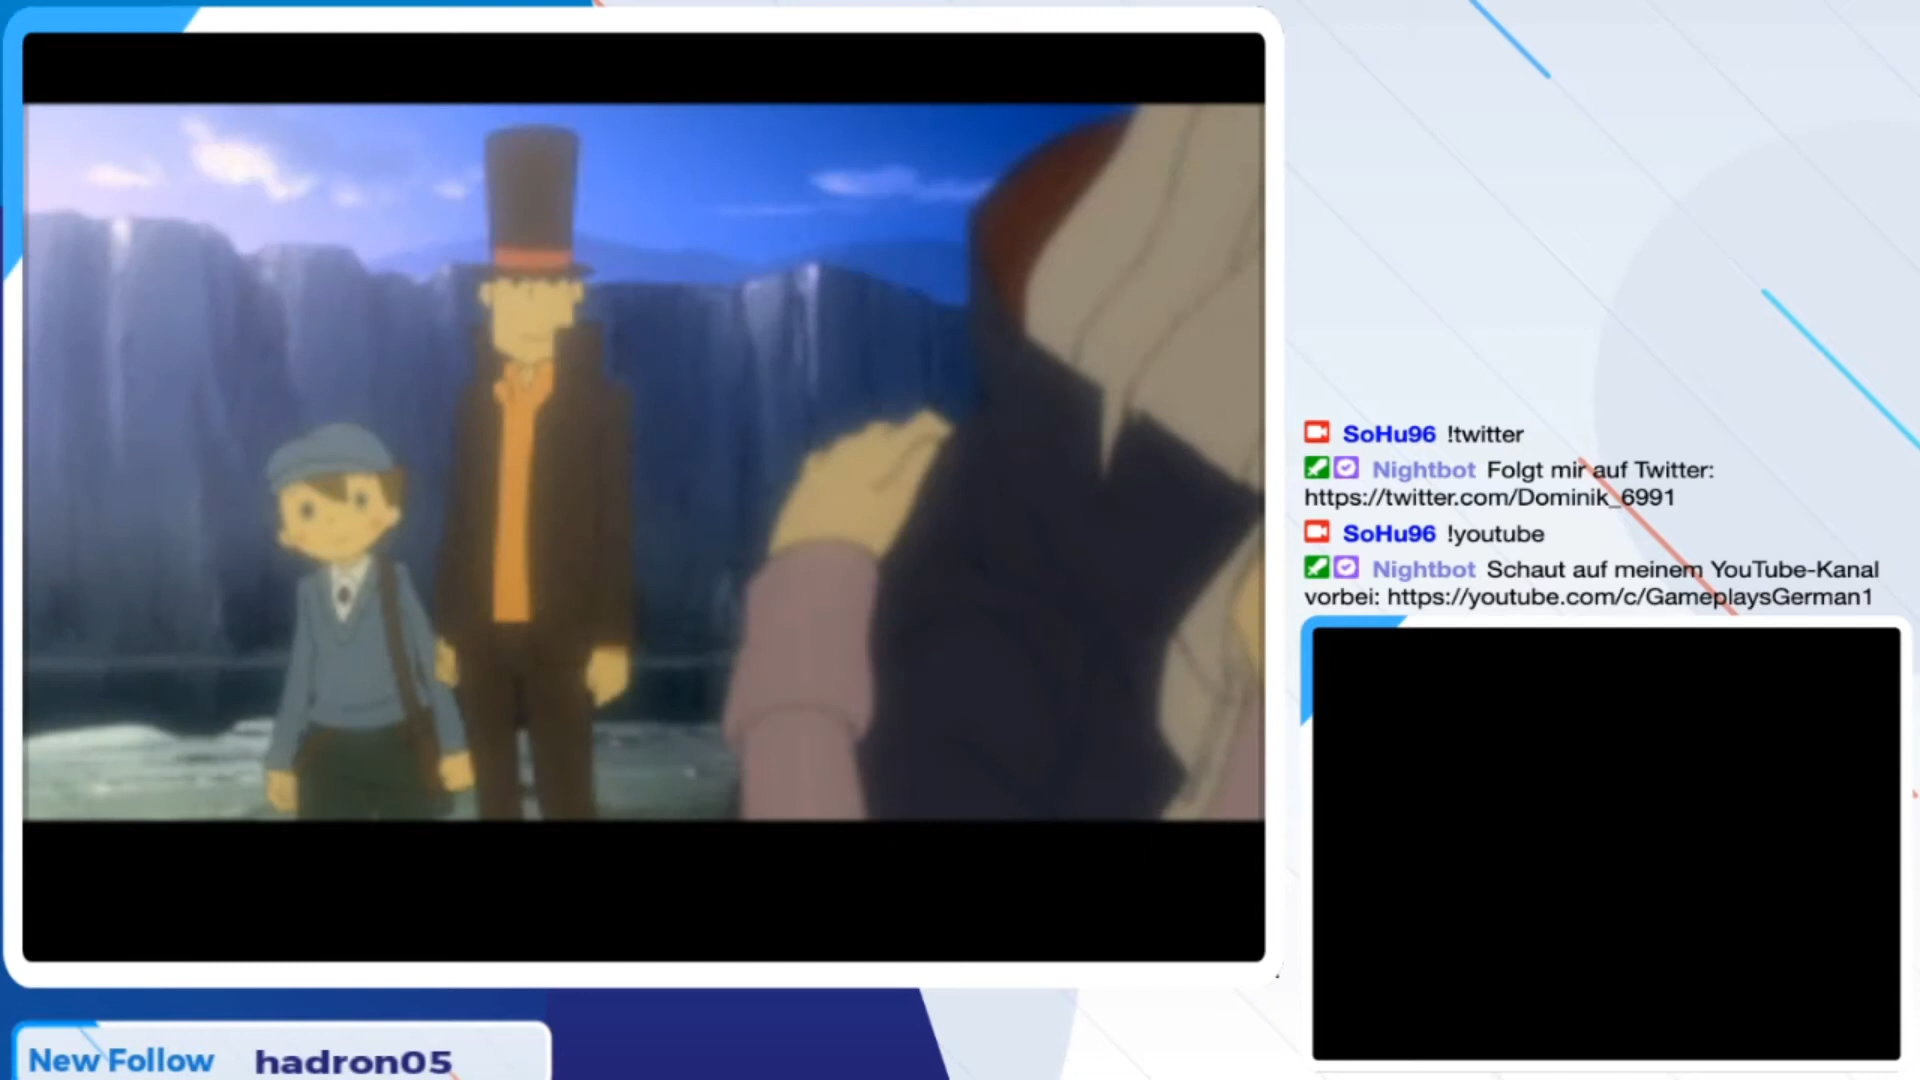 SoHu96 !twitter
Nightbot Folgt mir auf Twitter:
https://twitter.com/Dominik_6991
SoHu96 !youtube
Nightbot Schaut auf meinem YouTube-Kanal
vorbei: https://youtube.com/c/GameplaysGerman1
New Follow hadron05